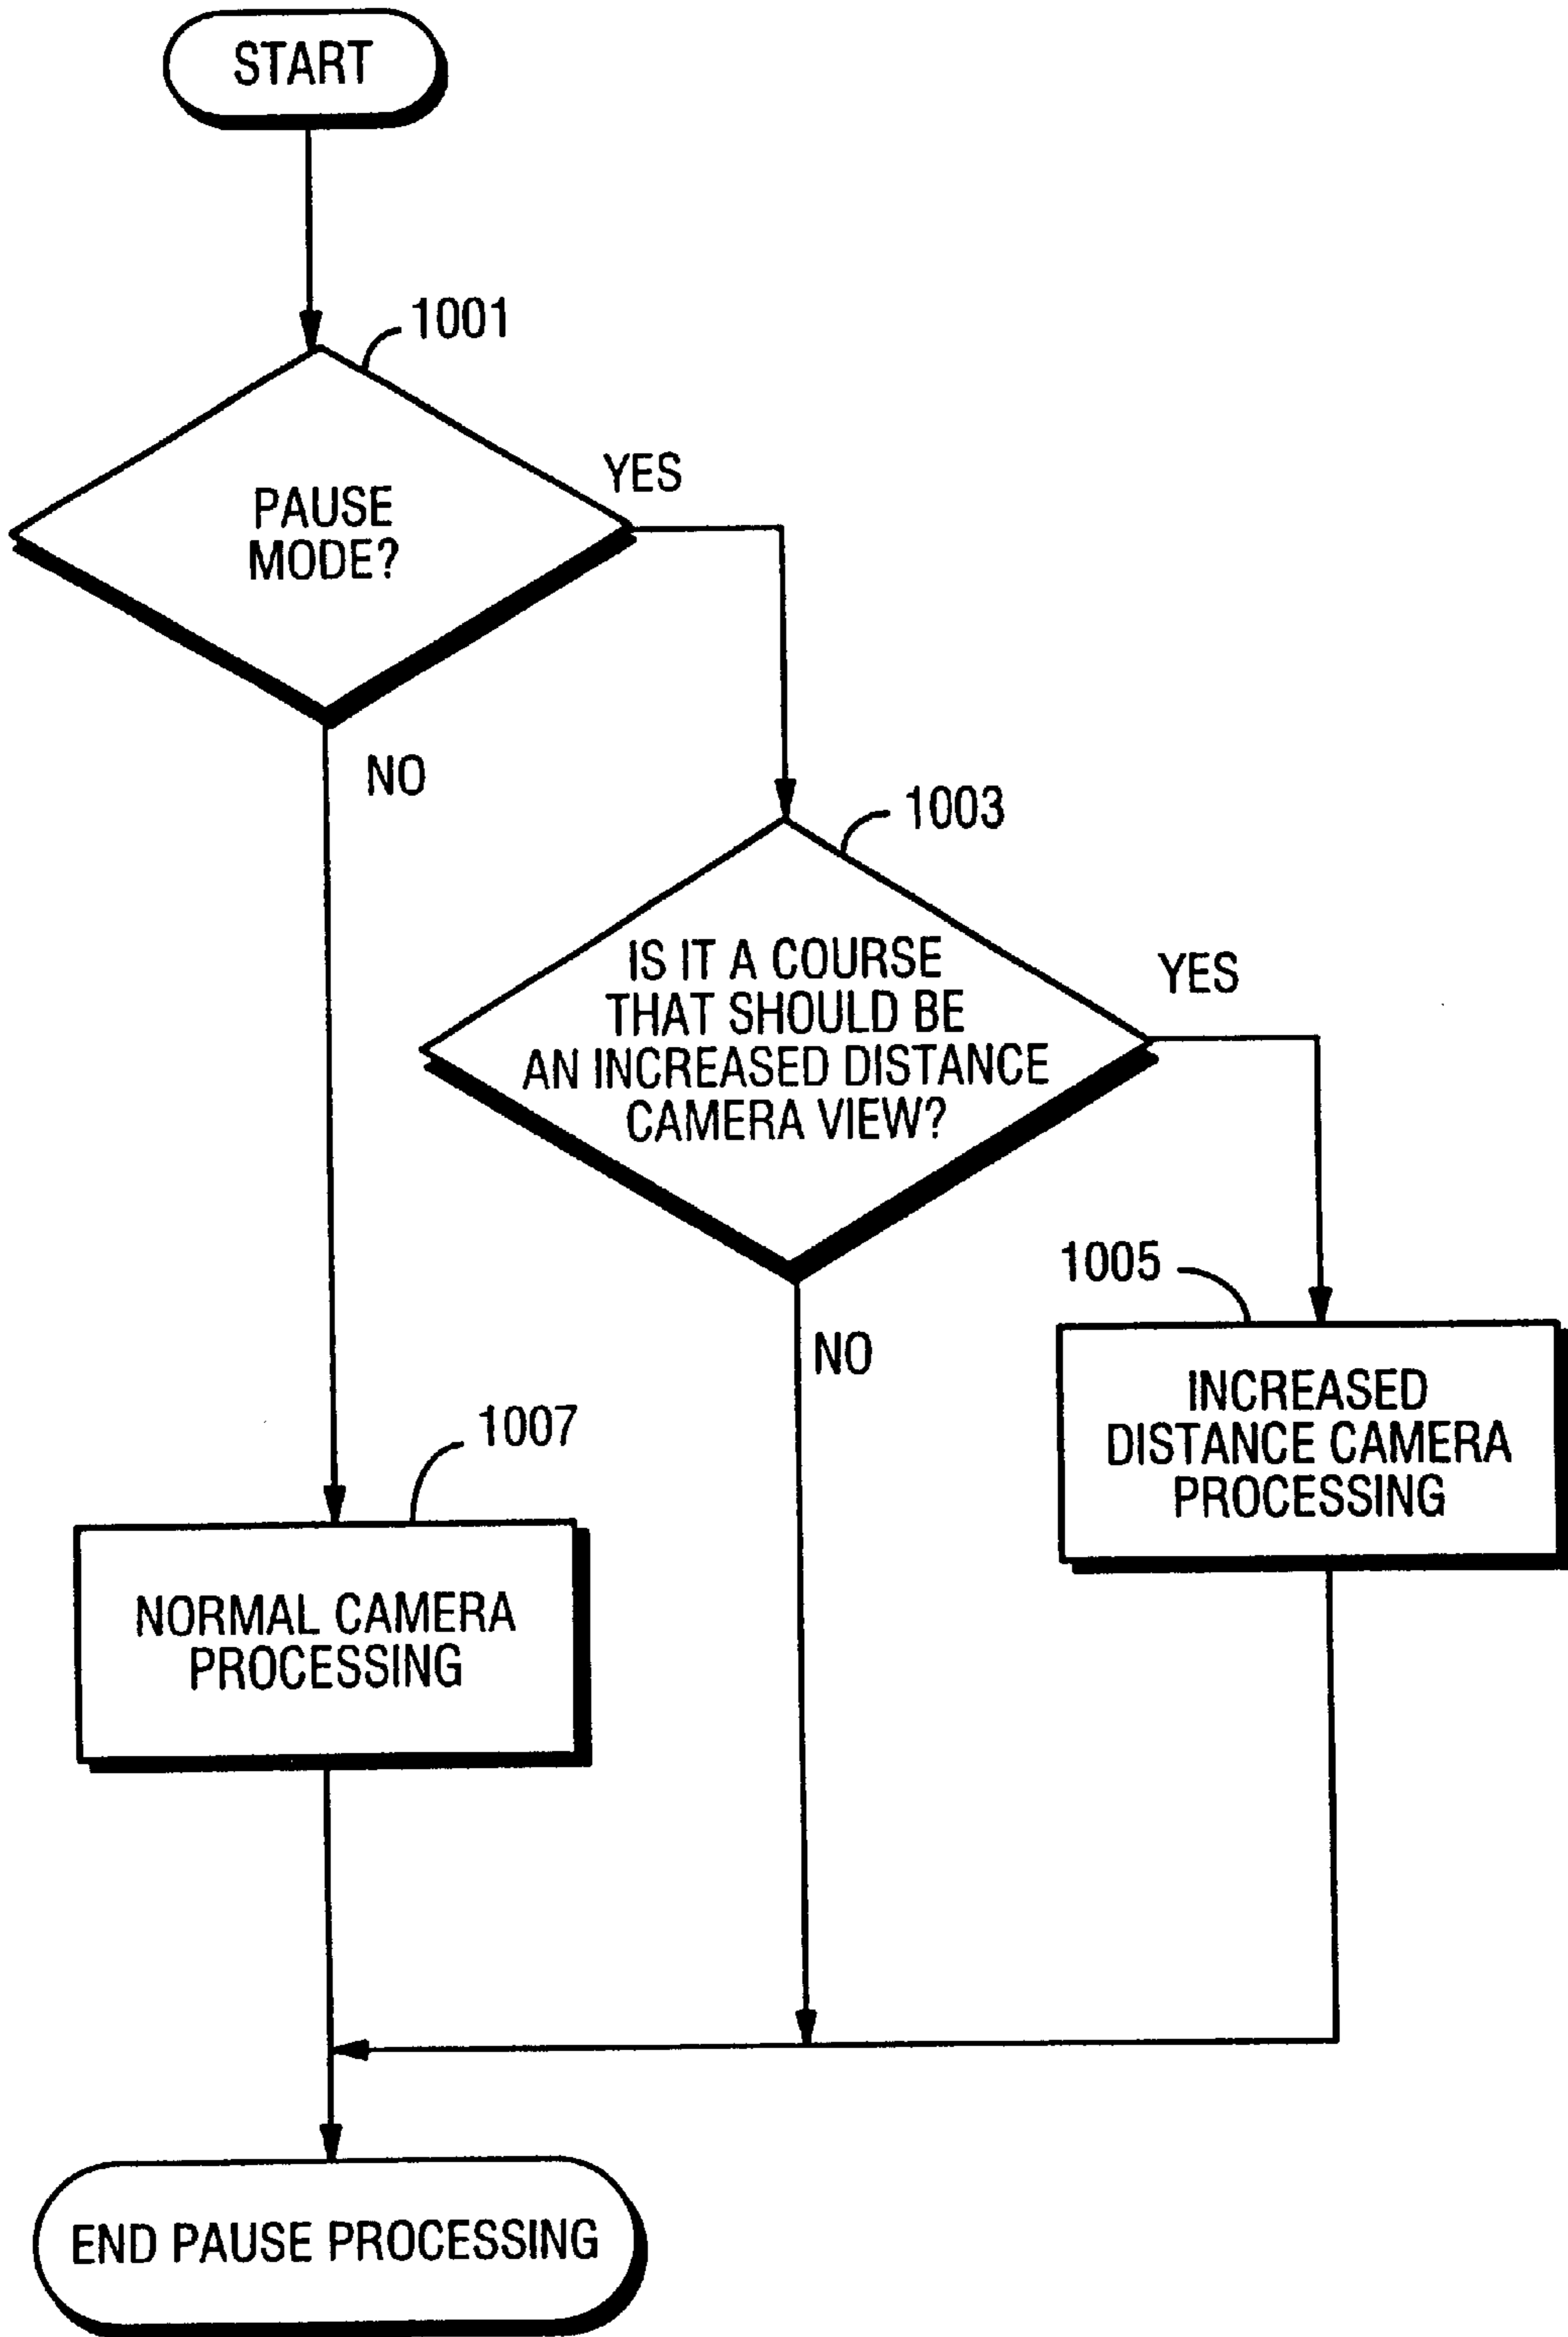 START
1001
PAUSE
MODE?
YES
NO
1003
IS IT A COURSE
THAT SHOULD BE
AN INCREASED DISTANCE
CAMERA VIEW?
YES
NO
1005
INCREASED
DISTANCE CAMERA
PROCESSING
1007
NORMAL CAMERA
PROCESSING
END PAUSE PROCESSING